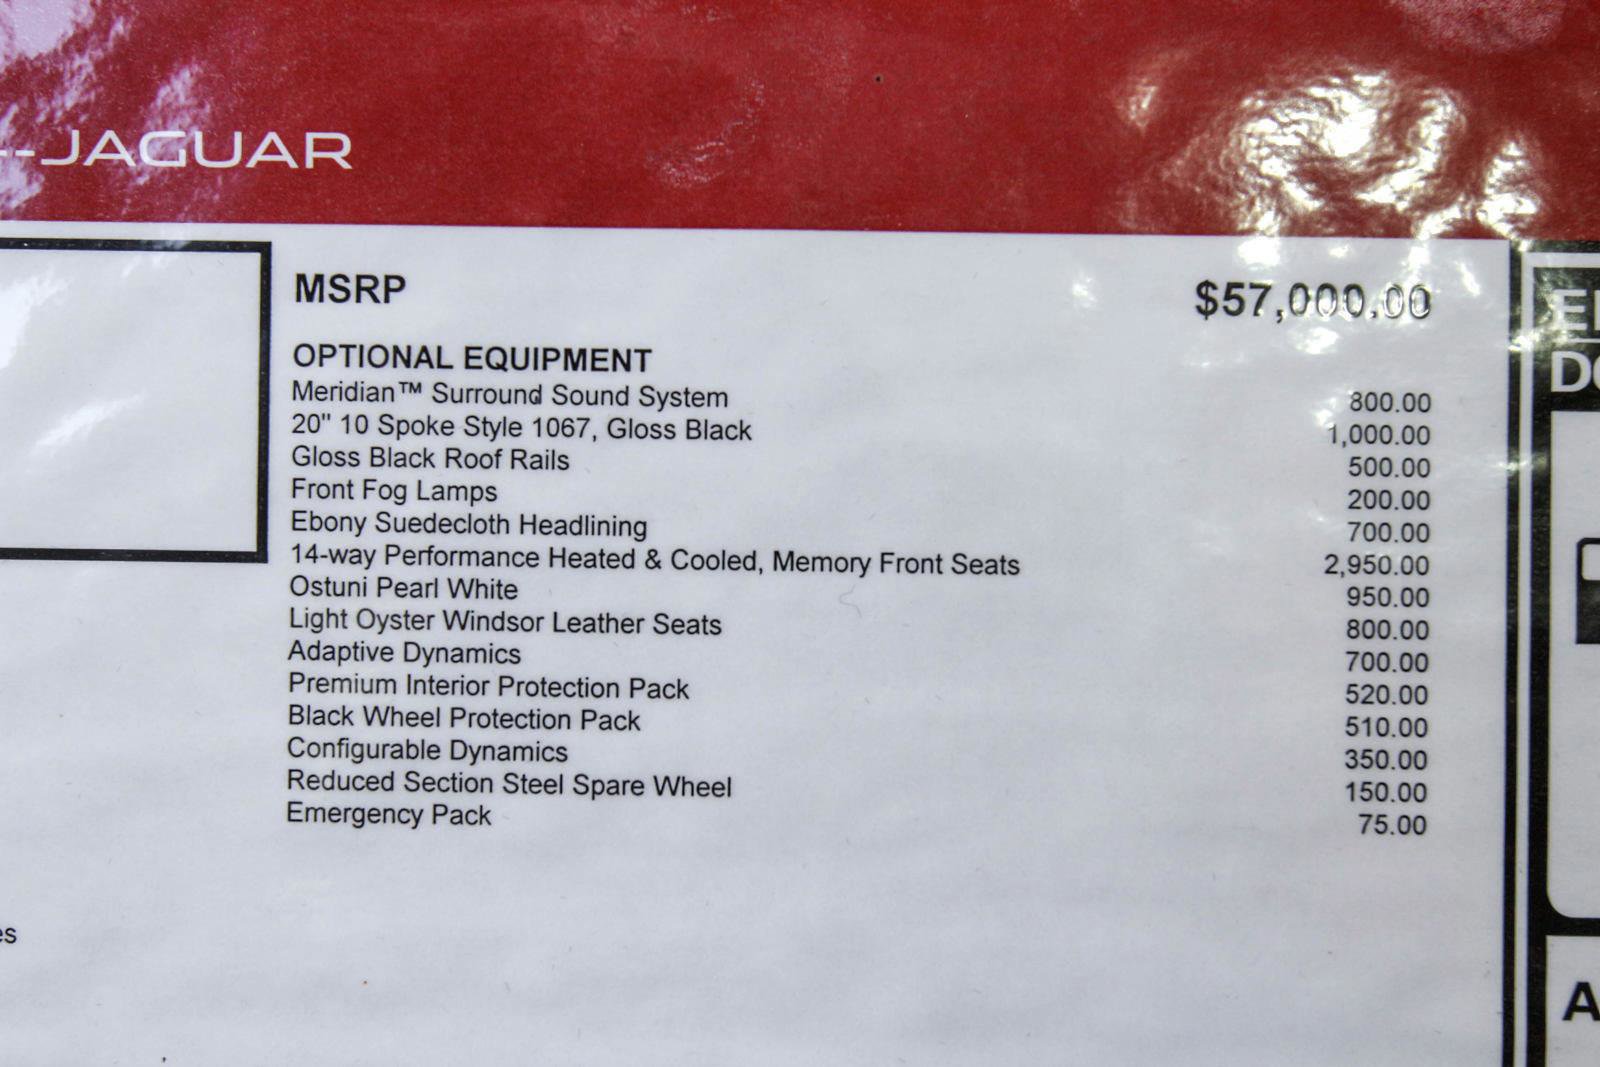 --JAGUAR
MSRP $57,000.00
OPTIONAL EQUIPMENT
Meridian™ Surround Sound System 800.00
20" 10 Spoke Style 1067, Gloss Black 1,000.00
Gloss Black Roof Rails 500.00
Front Fog Lamps 200.00
Ebony Suedecloth Headlining 700.00
14-way Performance Heated & Cooled, Memory Front Seats 2,950.00
Ostuni Pearl White 950.00
Light Oyster Windsor Leather Seats 800.00
Adaptive Dynamics 700.00
Premium Interior Protection Pack 520.00
Black Wheel Protection Pack 510.00
Configurable Dynamics 350.00
Reduced Section Steel Spare Wheel 150.00
Emergency Pack 75.00